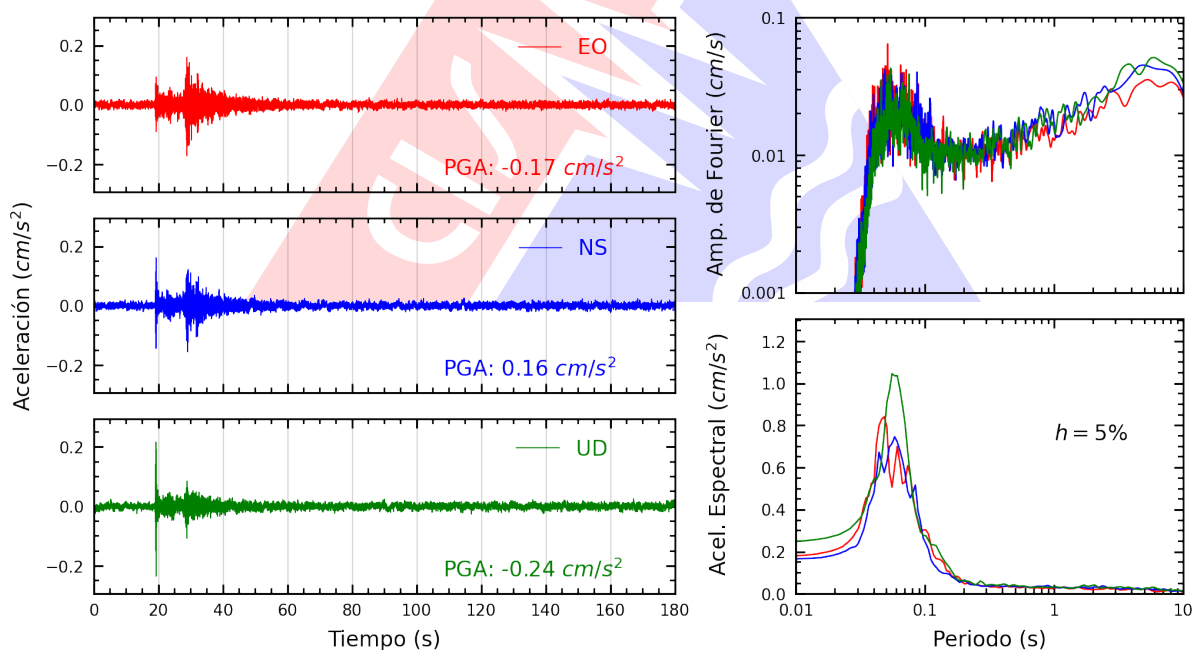 Aceleración (cm/s²)
0.2
0.0
−0.2
EO
PGA: -0.17 cm/s²
0.2
0.0
−0.2
NS
PGA: 0.16 cm/s²
0.2
0.0
−0.2
UD
PGA: -0.24 cm/s²
0 20 40 60 80 100 120 140 160 180
Tiempo (s)
Amp. de Fourier (cm/s)
0.1
0.01
0.001
Acel. Espectral (cm/s²)
1.2
1.0
0.8
0.6
0.4
0.2
0.0
h = 5%
0.01 0.1 1 10
Periodo (s)